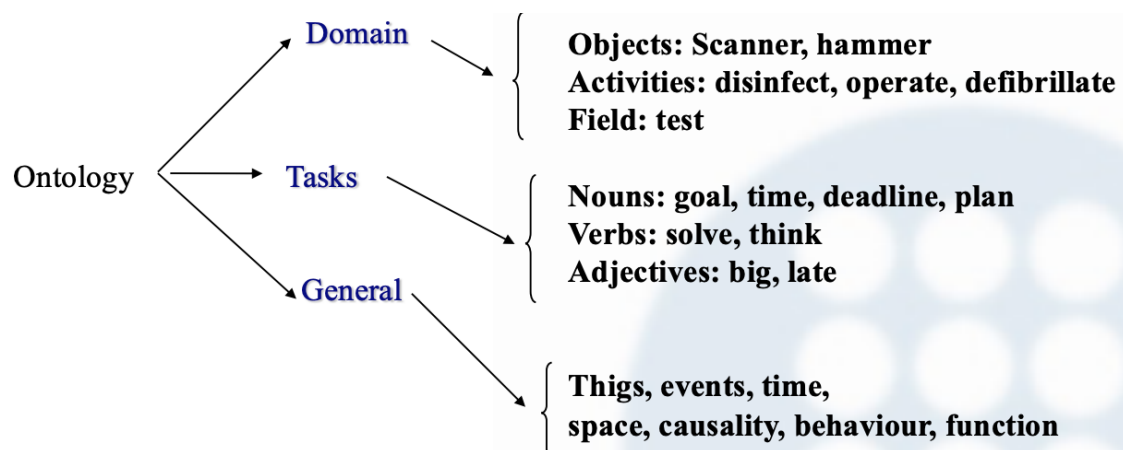 Domain
Objects: Scanner, hammer
Activities: disinfect, operate, defibrillate
Field: test
Ontology
Tasks
Nouns: goal, time, deadline, plan
Verbs: solve, think
Adjectives: big, late
General
Thigs, events, time,
space, causality, behaviour, function